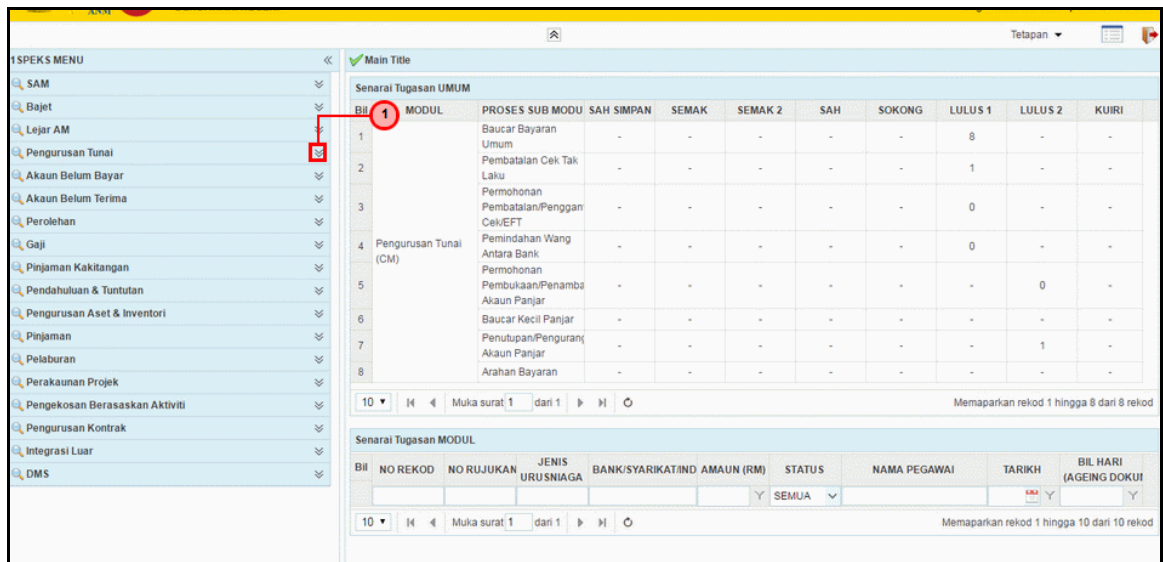 ANM
Tetapan
1SPEKS MENU
Main Title
SAM
Bajet
Lejar AM
Pengurusan Tunai
Akaun Belum Bayar
Akaun Belum Terima
Perolehan
Gaji
Pinjaman Kakitangan
Pendahuluan & Tuntutan
Pengurusan Aset & Inventori
Pinjaman
Pelaburan
Perakaunan Projek
Pengekosan Berasaskan Aktiviti
Pengurusan Kontrak
Integrasi Luar
DMS
1
Senarai Tugasan UMUM
Bil MODUL PROSES SUB MODU SAH SIMPAN SEMAK SEMAK 2 SAH SOKONG LULUS 1 LULUS 2 KUIRI
Pengurusan Tunai
(CM)
1 Baucar Bayaran
Umum - - - - - 8 - -
2 Pembatalan Cek Tak
Laku - - - - - 1 - -
3 Permohonan
Pembatalan/Penggan
Cek/EFT - - - - - 0 - -
4 Pemindahan Wang
Antara Bank - - - - - 0 - -
5 Permohonan
Pembukaan/Penamba
Akaun Panjar - - - - - - 0 -
6 Baucar Kecil Panjar - - - - - - - -
7 Penutupan/Pengurang
Akaun Panjar - - - - - - 1 -
8 Arahan Bayaran - - - - - - - -
10 Muka surat 1 dari 1 Memaparkan rekod 1 hingga 8 dari 8 rekod
Senarai Tugasan MODUL
Bil NO REKOD NO RUJUKAN JENIS
URUSNIAGA BANK/SYARIKAT/IND AMAUN (RM) STATUS NAMA PEGAWAI TARIKH BIL HARI
(AGEING DOKUI
SEMUA
10 Muka surat 1 dari 1 Memaparkan rekod 1 hingga 10 dari 10 rekod